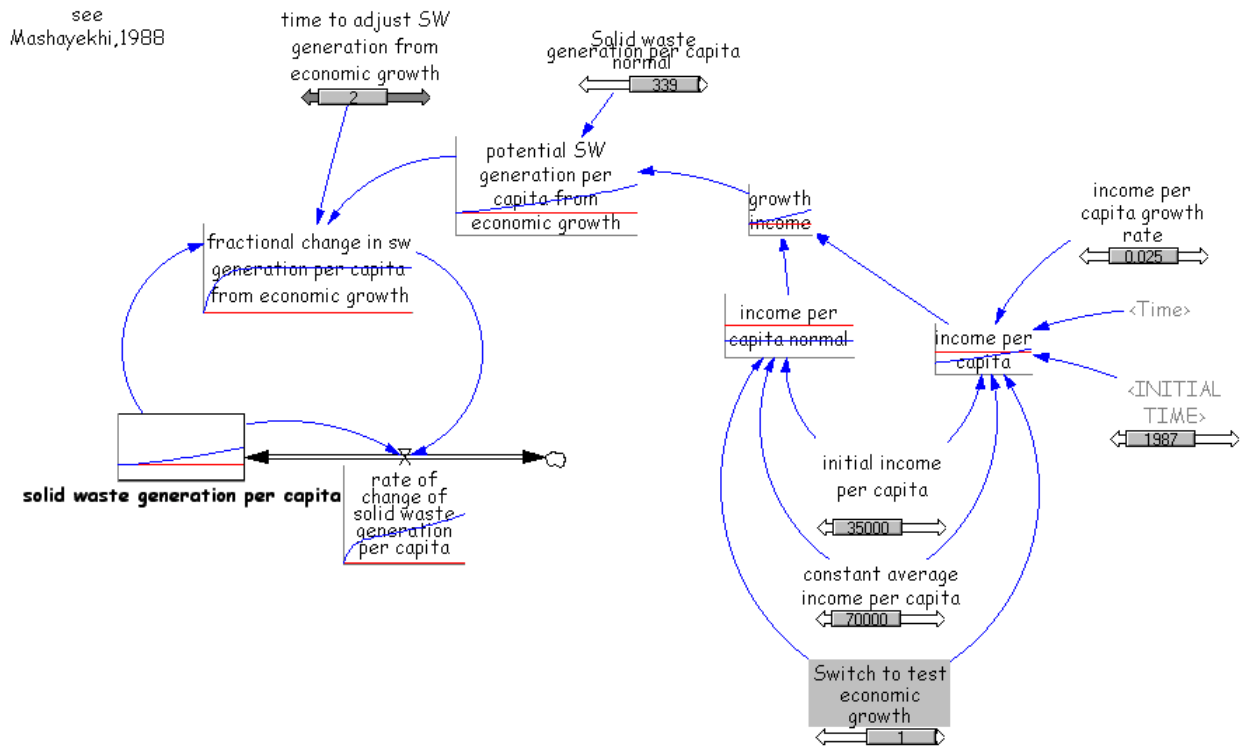 see
Mashayekhi,1988
time to adjust SW
generation from
economic growth
2
Solid waste
generation per capita
normal
339
potential SW
generation per
capita from
economic growth
growth
income
income per
capita growth
rate
0.025
fractional change in sw
generation per capita
from economic growth
income per
capita normal
<Time>
income per
capita
<INITIAL
TIME>
1987
solid waste generation per capita
rate of
change of
solid waste
generation
per capita
initial income
per capita
35000
constant average
income per capita
70000
Switch to test
economic
growth
1